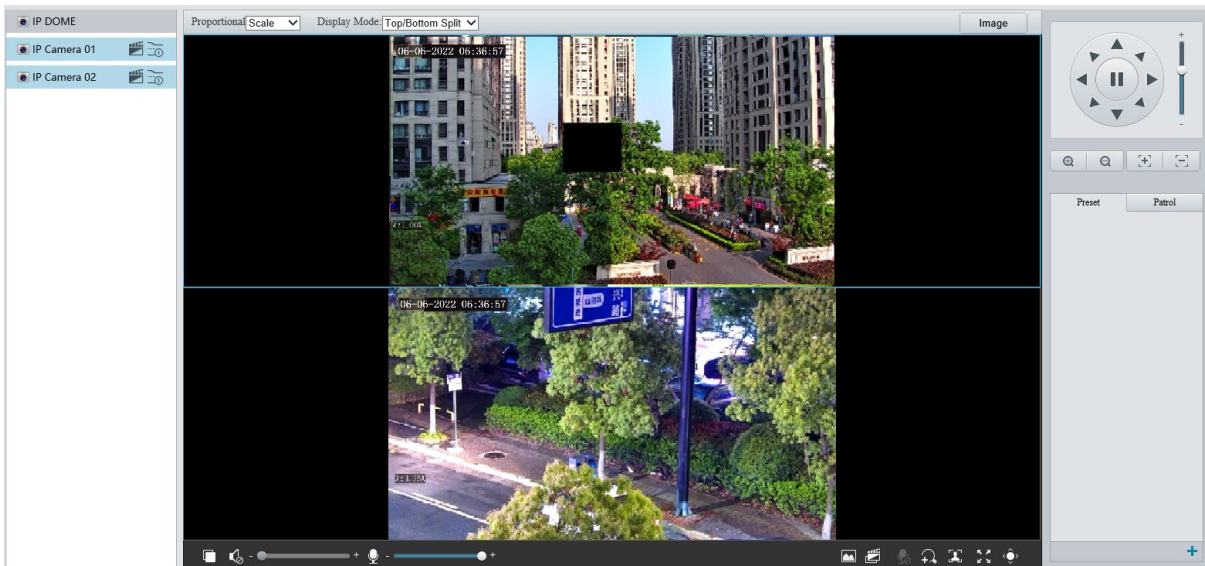 IP DOME
IP Camera 01
IP Camera 02
Proportional Scale Display Mode: Top/Bottom Split Image
06-06-2022 06:36:57
06-06-2022 06:36:57
Preset Patrol